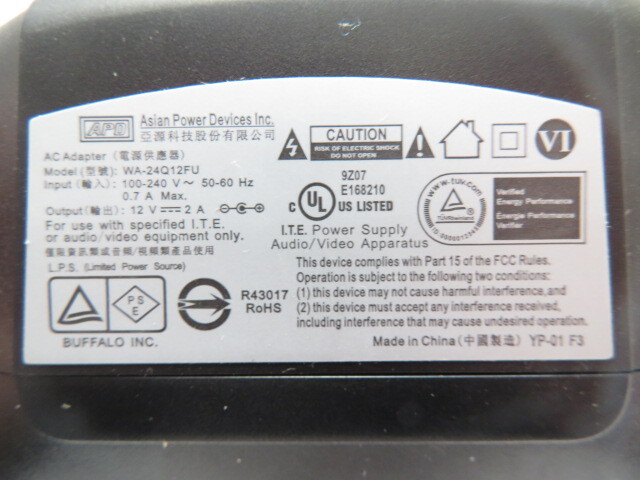 APD Asian Power Devices Inc.
亞源科技股份有限公司
AC Adapter (電源供應器)
Model (型號): WA-24Q12FU
Input (輸入): 100-240 V ~ 50-60 Hz
0.7 A Max.
Output(輸出): 12 V ⎓ 2 A
For use with specified I.T.E.
or audio/video equipment only.
僅限資訊類或音頻/視頻類產品使用
L.P.S. (Limited Power Source)
PS
E
BUFFALO INC.
R43017
RoHS
CAUTION
RISK OF ELECTRIC SHOCK
DO NOT OPEN
VI
9Z07
E168210
c UL US LISTED
I.T.E. Power Supply
Audio/Video Apparatus
www.tuv.com
TÜVRheinland
Verified
Energy Performance
Energie Performance
Verifier
This device complies with Part 15 of the FCC Rules.
Operation is subject to the following two conditions:
(1) this device may not cause harmful interference,and
(2) this device must accept any interference received,
including interference that may cause undesired operation.
Made in China(中國製造) YP-01 F3